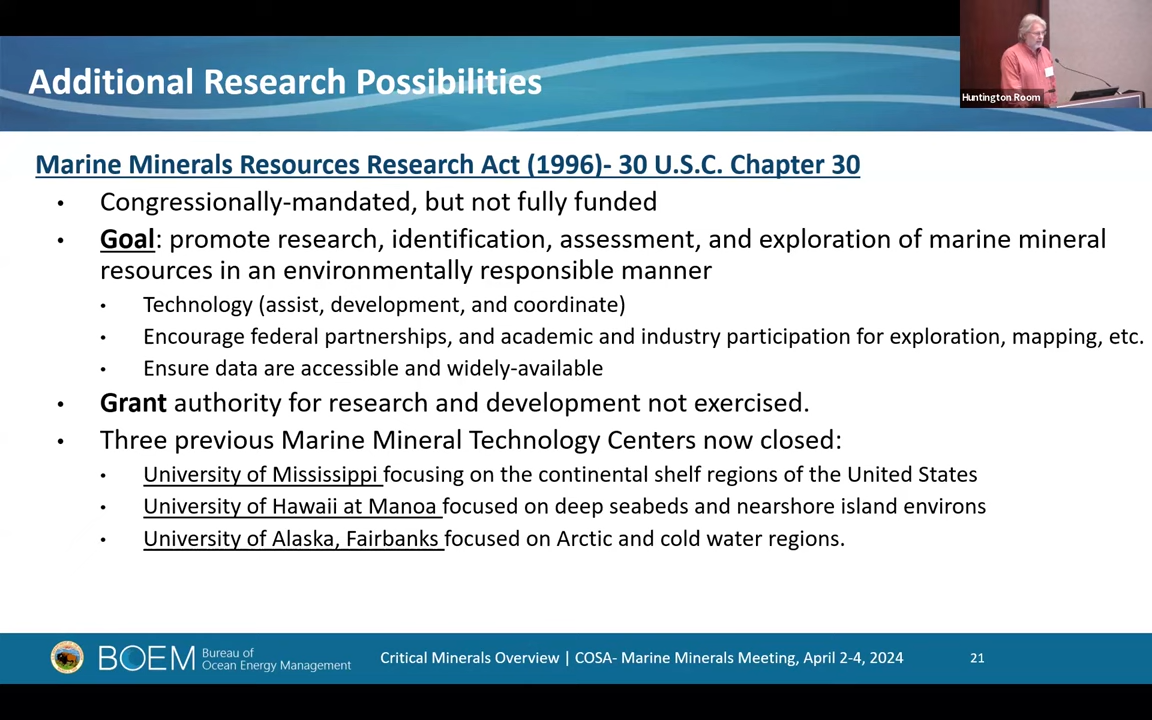 Additional Research Possibilities
Huntington Room
Marine Minerals Resources Research Act (1996)- 30 U.S.C. Chapter 30
• Congressionally-mandated, but not fully funded
• Goal: promote research, identification, assessment, and exploration of marine mineral
resources in an environmentally responsible manner
• Technology (assist, development, and coordinate)
• Encourage federal partnerships, and academic and industry participation for exploration, mapping, etc.
• Ensure data are accessible and widely-available
• Grant authority for research and development not exercised.
• Three previous Marine Mineral Technology Centers now closed:
• University of Mississippi focusing on the continental shelf regions of the United States
• University of Hawaii at Manoa focused on deep seabeds and nearshore island environs
• University of Alaska, Fairbanks focused on Arctic and cold water regions.
BOEM Bureau of
Ocean Energy Management
Critical Minerals Overview | COSA- Marine Minerals Meeting, April 2-4, 2024
21